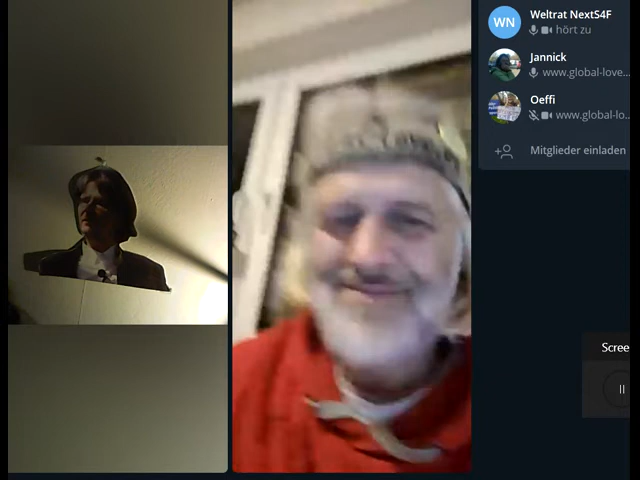 WN
Weltrat NextS4F
hört zu
Jannick
www.global-love...
Oeffi
www.global-lo...
Mitglieder einladen
Scree